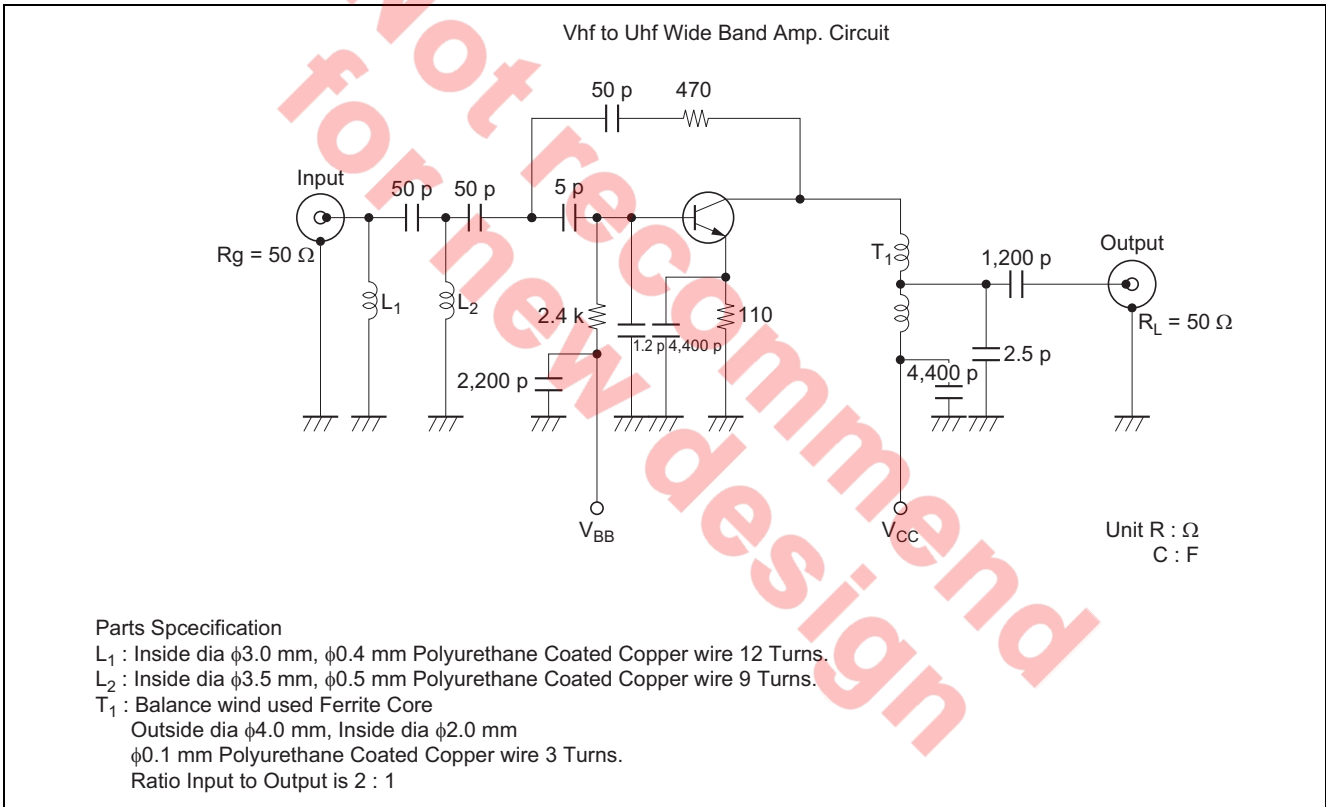 Vhf to Uhf Wide Band Amp. Circuit
50 p 470
Input
50 p 50 p 5 p
Rg = 50 Ω
L1
L2
T1
1,200 p
Output
RL = 50 Ω
2.4 k
1.2 p 4,400 p
110
2,200 p
4,400 p
2.5 p
VBB
VCC
Unit R : Ω
C : F
Parts Spcecification
L1 : Inside dia ϕ3.0 mm, ϕ0.4 mm Polyurethane Coated Copper wire 12 Turns.
L2 : Inside dia ϕ3.5 mm, ϕ0.5 mm Polyurethane Coated Copper wire 9 Turns.
T1 : Balance wind used Ferrite Core
Outside dia ϕ4.0 mm, Inside dia ϕ2.0 mm
ϕ0.1 mm Polyurethane Coated Copper wire 3 Turns.
Ratio Input to Output is 2 : 1
Not recommend
for new design